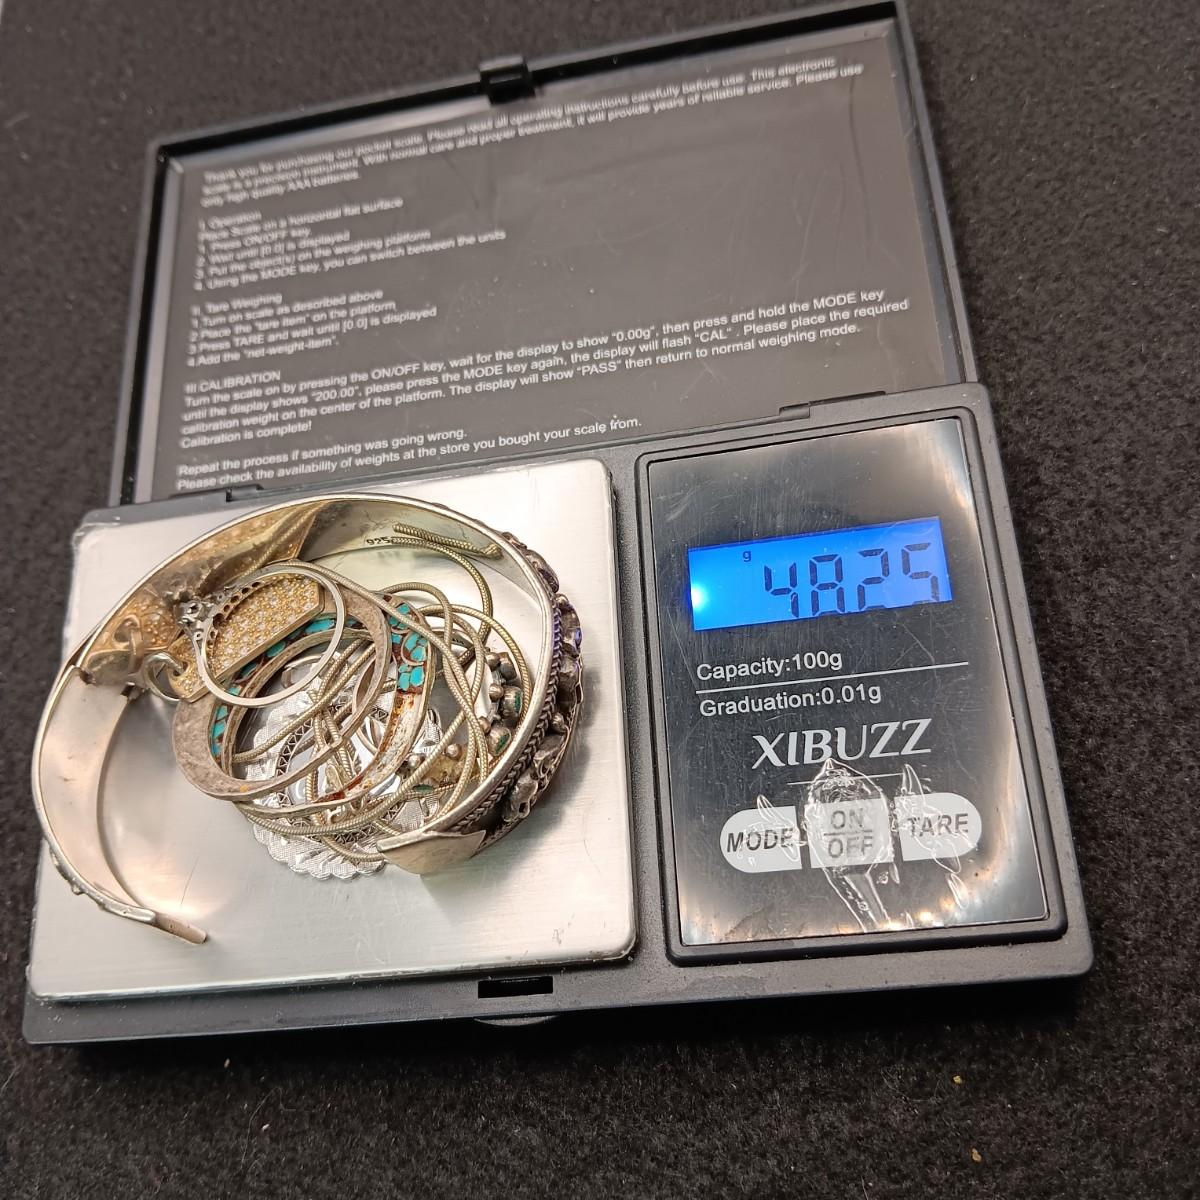 Thank you for purchasing our pocket scale. Please read all operating instructions carefully before use. This electronic
scale is a precision instrument. With normal care and proper treatment, it will provide years of reliable service. Please use
only high quality AAA batteries.
I. Operation
Place Scale on a horizontal flat surface
1. Press ON/OFF key
2. Wait until [0.0] is displayed
3. Put the object(s) on the weighing platform
4. Using the MODE key, you can switch between the units
II. Tare Weighing
1.Turn on scale as described above
2.Place the "tare item" on the platform
3.Press TARE and wait until [0.0] is displayed
4.Add the "net-weight-item".
III.CALIBRATION
Turn the scale on by pressing the ON/OFF key, wait for the display to show "0.00g", then press and hold the MODE key
until the display shows "200.00", please press the MODE key again, the display will flash "CAL". Please place the required
calibration weight on the center of the platform. The display will show "PASS" then return to normal weighing mode.
Calibration is complete!
Repeat the process if something was going wrong.
Please check the availability of weights at the store you bought your scale from.
925
g
48.25
Capacity:100g
Graduation:0.01g
XIBUZZ
MODE
ON
OFF
TARE